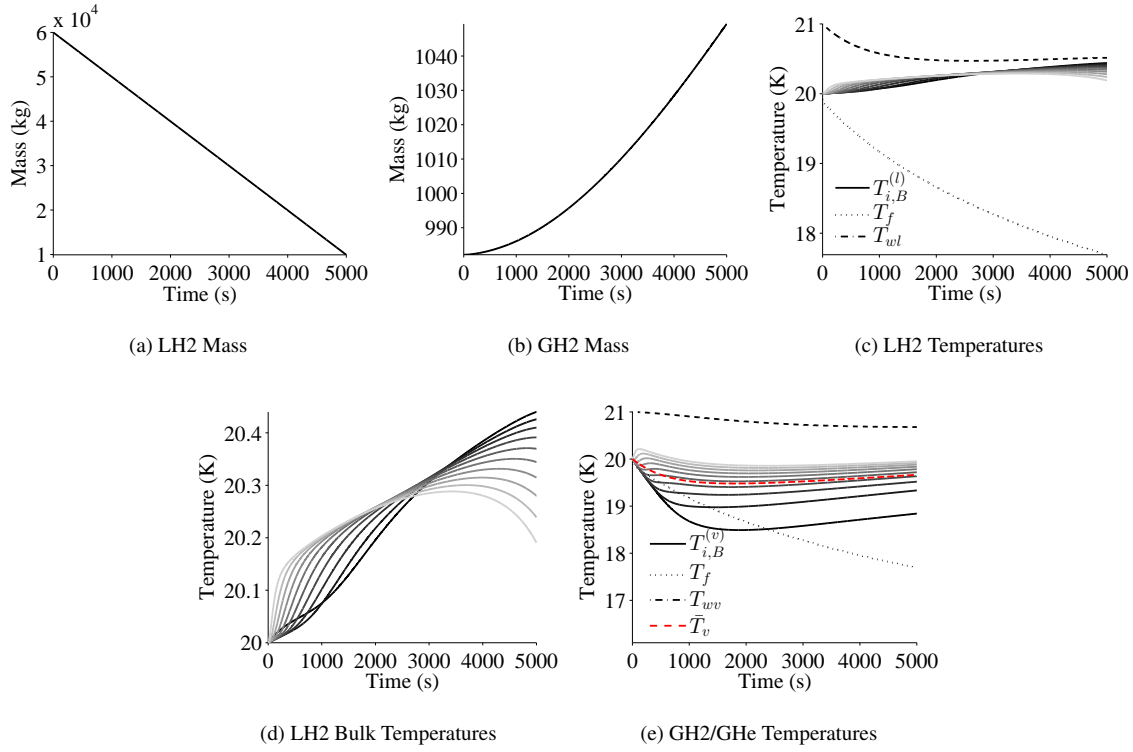 x 10⁴
6
5
4
3
2
1
Mass (kg)
0 1000 2000 3000 4000 5000
Time (s)
(a) LH2 Mass
1040
1030
1020
1010
1000
990
Mass (kg)
0 1000 2000 3000 4000 5000
Time (s)
(b) GH2 Mass
21
20
19
18
Temperature (K)
T_{i,B}^{(l)}
T_f
T_{wl}
0 1000 2000 3000 4000 5000
Time (s)
(c) LH2 Temperatures
20.4
20.3
20.2
20.1
20
Temperature (K)
0 1000 2000 3000 4000 5000
Time (s)
(d) LH2 Bulk Temperatures
21
20
19
18
17
Temperature (K)
T_{i,B}^{(v)}
T_f
T_{wv}
T̄_v
0 1000 2000 3000 4000 5000
Time (s)
(e) GH2/GHe Temperatures